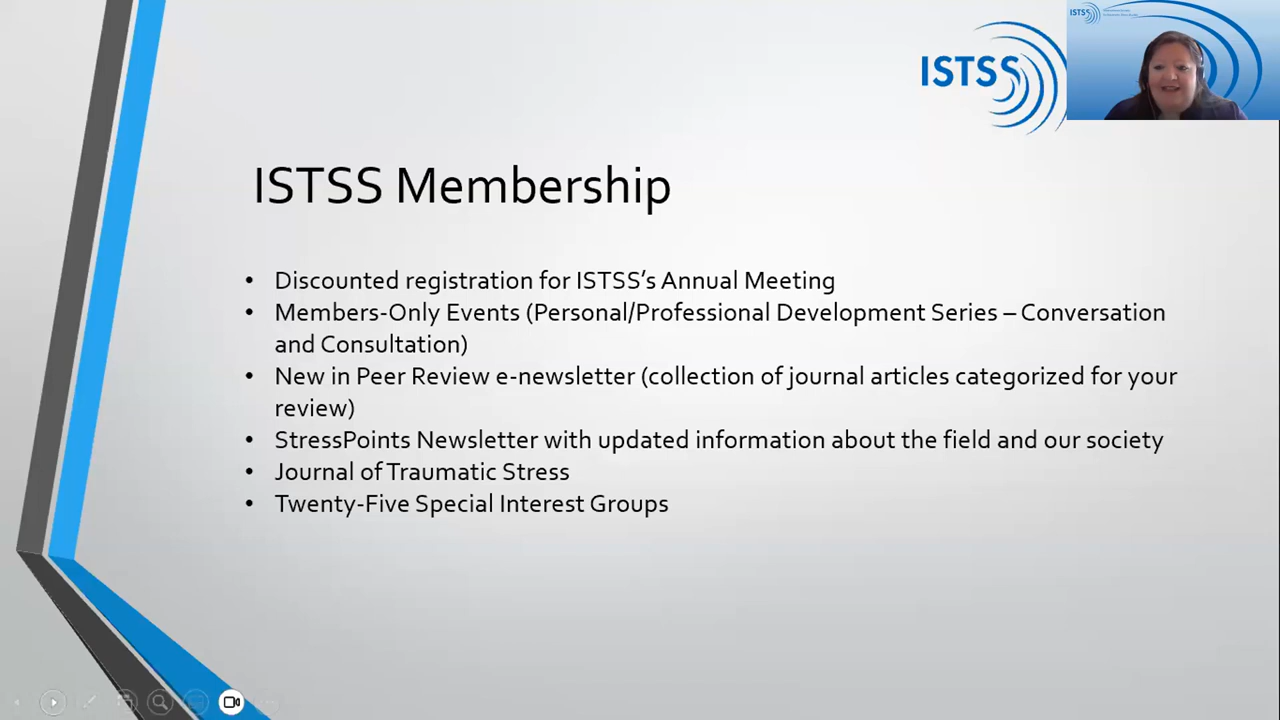 ISTSS
ISTSS
ISTSS Membership
• Discounted registration for ISTSS’s Annual Meeting
• Members-Only Events (Personal/Professional Development Series – Conversation
and Consultation)
• New in Peer Review e-newsletter (collection of journal articles categorized for your
review)
• StressPoints Newsletter with updated information about the field and our society
• Journal of Traumatic Stress
• Twenty-Five Special Interest Groups